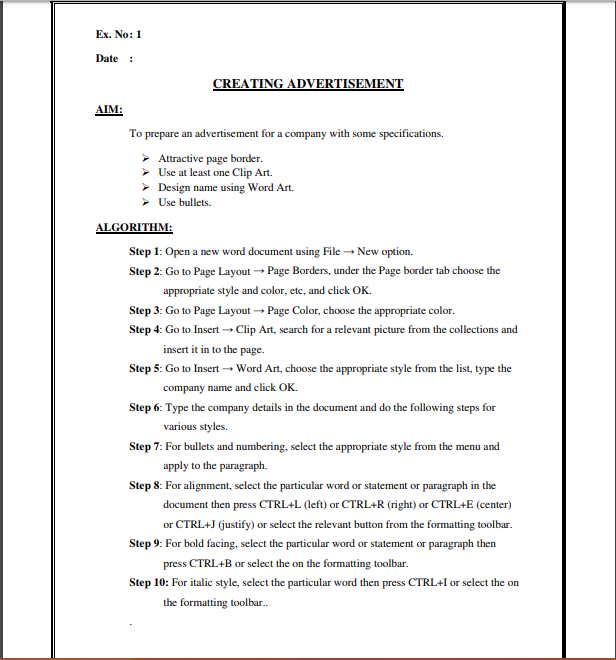 Ex. No: 1
Date :
CREATING ADVERTISEMENT
AIM:
To prepare an advertisement for a company with some specifications.
➢ Attractive page border.
➢ Use at least one Clip Art.
➢ Design name using Word Art.
➢ Use bullets.
ALGORITHM:
Step 1: Open a new word document using File → New option.
Step 2: Go to Page Layout → Page Borders, under the Page border tab choose the
appropriate style and color, etc, and click OK.
Step 3: Go to Page Layout → Page Color, choose the appropriate color.
Step 4: Go to Insert → Clip Art, search for a relevant picture from the collections and
insert it in to the page.
Step 5: Go to Insert → Word Art, choose the appropriate style from the list, type the
company name and click OK.
Step 6: Type the company details in the document and do the following steps for
various styles.
Step 7: For bullets and numbering, select the appropriate style from the menu and
apply to the paragraph.
Step 8: For alignment, select the particular word or statement or paragraph in the
document then press CTRL+L (left) or CTRL+R (right) or CTRL+E (center)
or CTRL+J (justify) or select the relevant button from the formatting toolbar.
Step 9: For bold facing, select the particular word or statement or paragraph then
press CTRL+B or select the on the formatting toolbar.
Step 10: For italic style, select the particular word then press CTRL+I or select the on
the formatting toolbar..
.